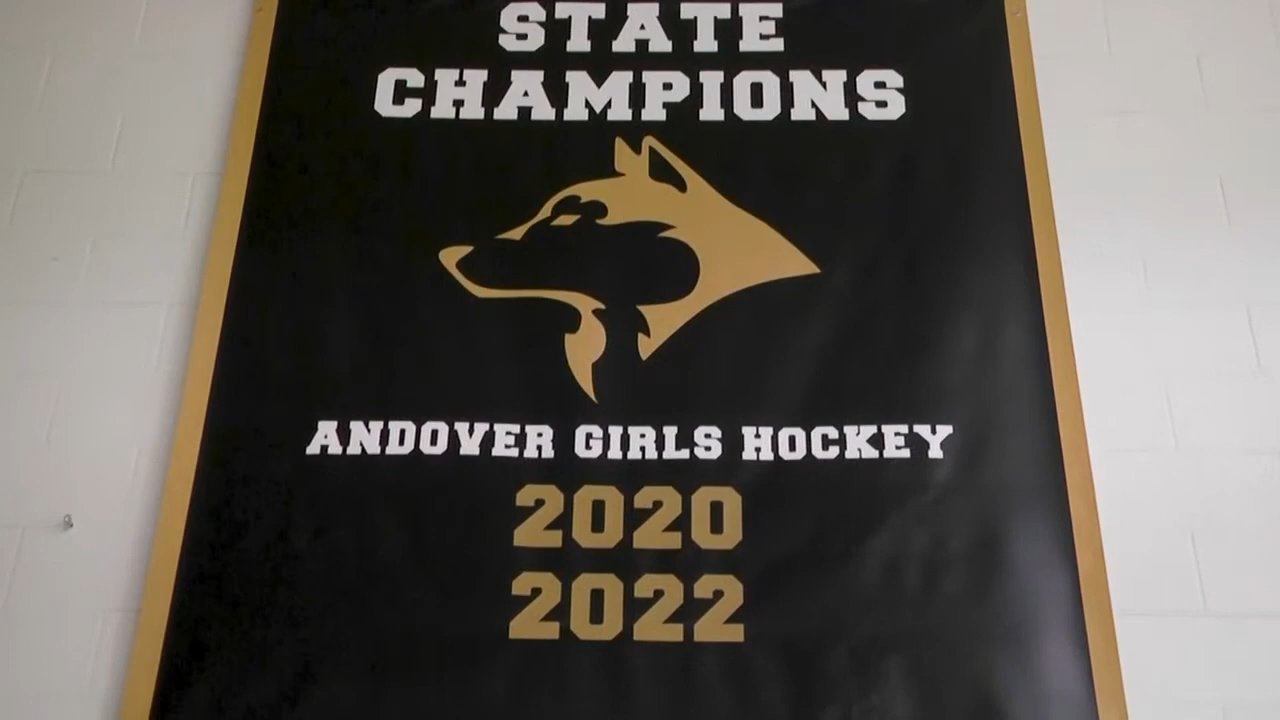 STATE
CHAMPIONS
ANDOVER GIRLS HOCKEY
2020
2022